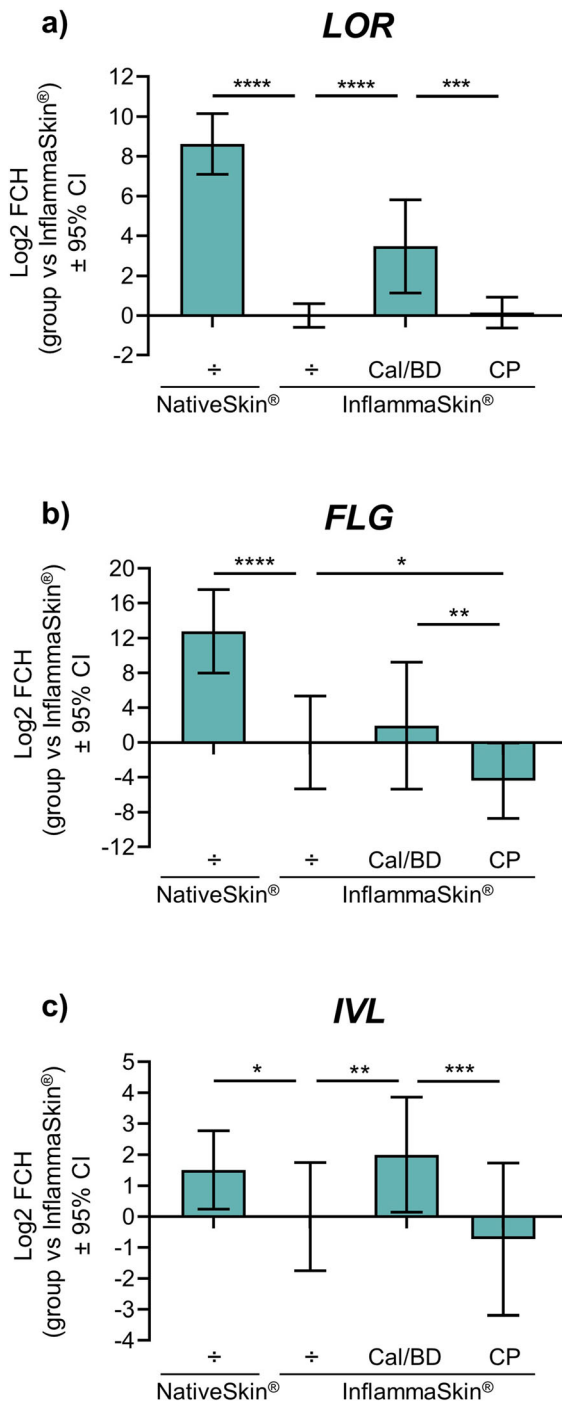 a)
LOR
Log2 FCH
(group vs InflammaSkin®)
± 95% CI
12
10
8
6
4
2
0
-2
**** **** ***
÷ ÷ Cal/BD CP
NativeSkin® InflammaSkin®
b)
FLG
Log2 FCH
(group vs InflammaSkin®)
± 95% CI
20
16
12
8
4
0
-4
-8
-12
**** *
**
÷ ÷ Cal/BD CP
NativeSkin® InflammaSkin®
c)
IVL
Log2 FCH
(group vs InflammaSkin®)
± 95% CI
5
4
3
2
1
0
-1
-2
-3
-4
* ** ***
÷ ÷ Cal/BD CP
NativeSkin® InflammaSkin®